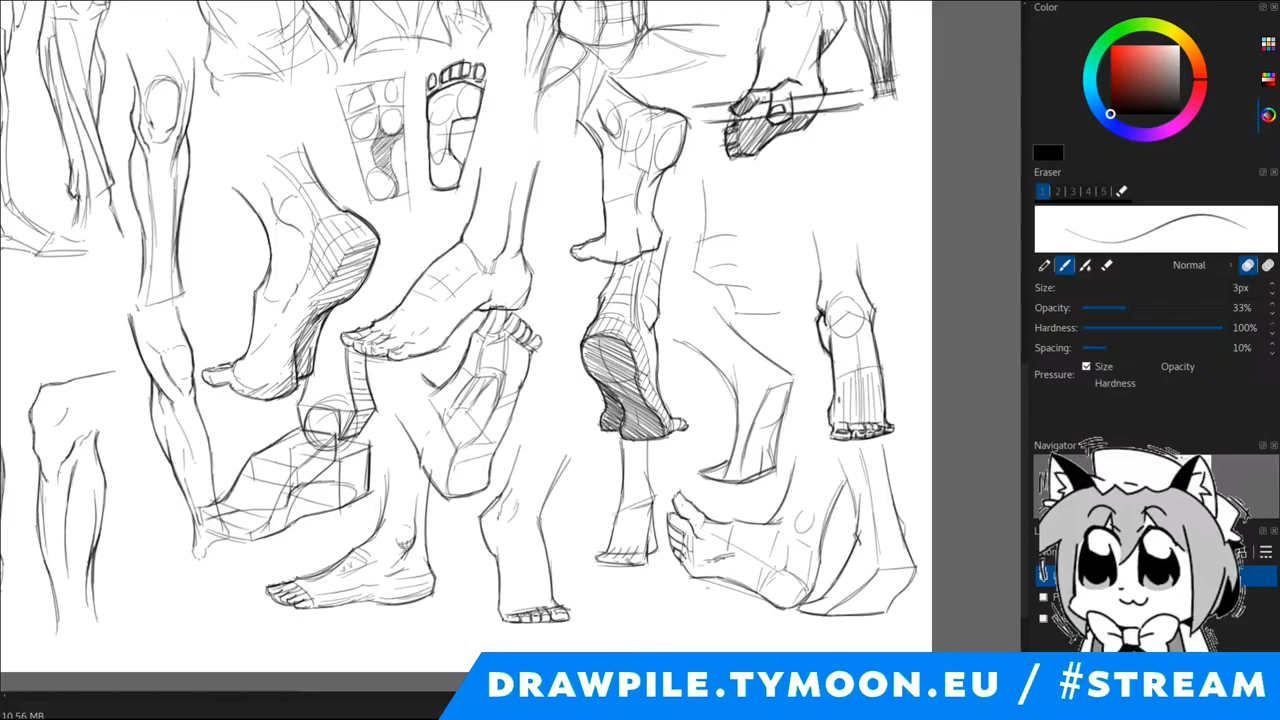 Color
Eraser
1 | 2 | 3 | 4 | 5 |
Normal
Size: 3px
Opacity: 33%
Hardness: 100%
Spacing: 10%
Pressure: Size Opacity
Hardness
Navigator
DRAWPILE.TYMOON.EU / #STREAM
10.56 MB